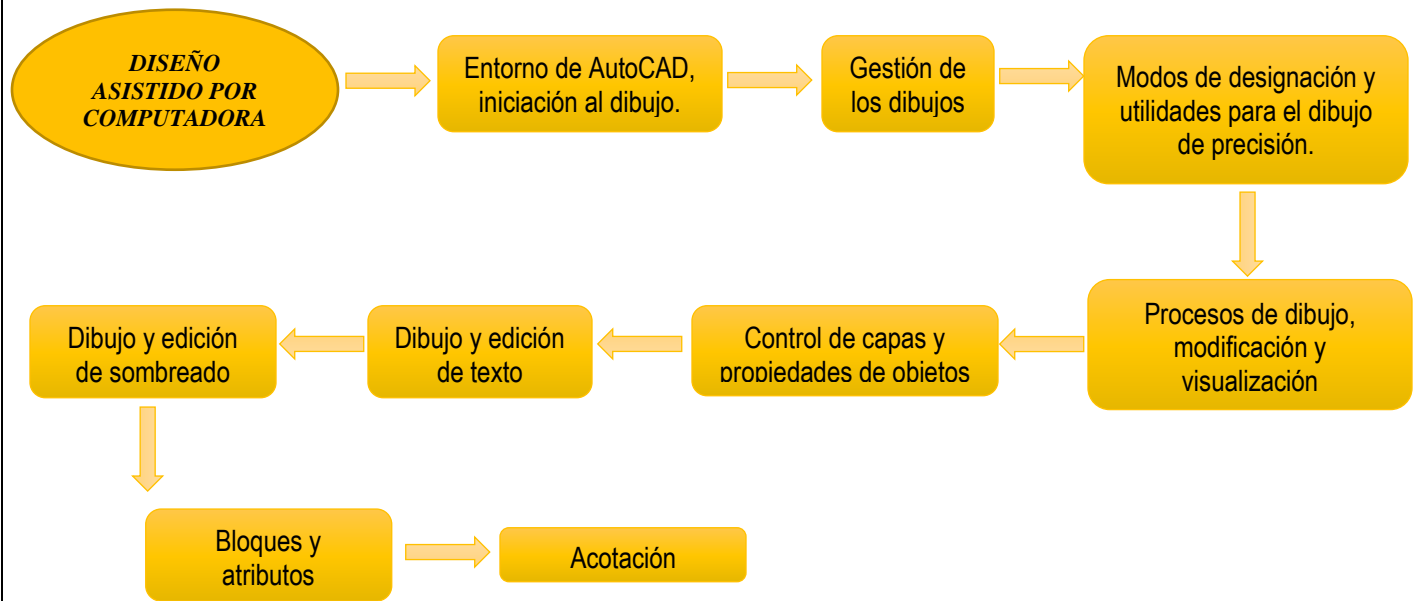 DISEÑO
ASISTIDO POR
COMPUTADORA
Entorno de AutoCAD,
iniciación al dibujo.
Gestión de
los dibujos
Modos de designación y
utilidades para el dibujo
de precisión.
Procesos de dibujo,
modificación y
visualización
Control de capas y
propiedades de objetos
Dibujo y edición
de texto
Dibujo y edición
de sombreado
Bloques y
atributos
Acotación